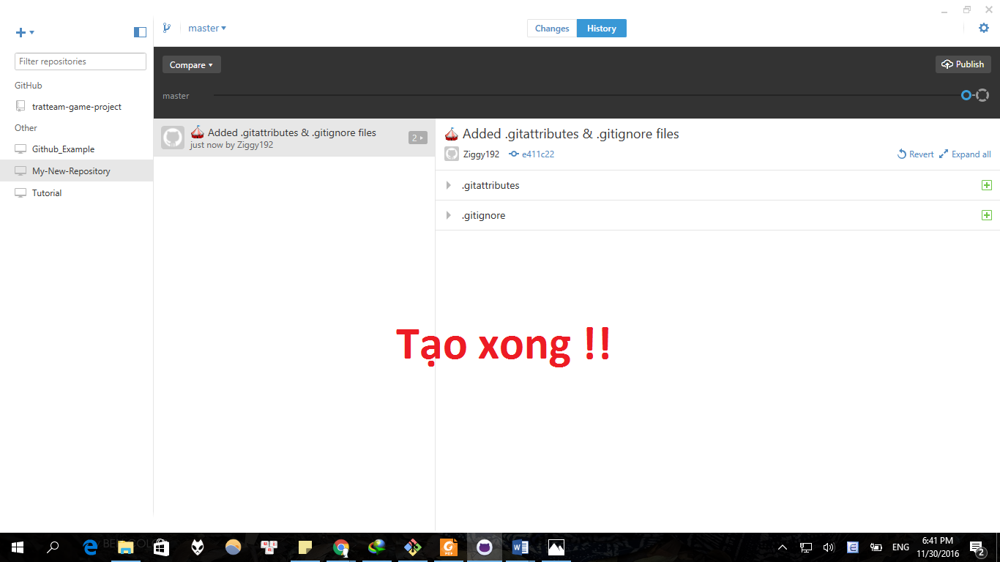 master ▾
Changes
History
Filter repositories
GitHub
tratteam-game-project
Other
Github_Example
My-New-Repository
Tutorial
Compare ▾
Publish
master
Added .gitattributes & .gitignore files
just now by Ziggy192
2
Added .gitattributes & .gitignore files
Ziggy192
e411c22
Revert
Expand all
.gitattributes
.gitignore
Tạo xong !!
ENG
6:41 PM
11/30/2016
2